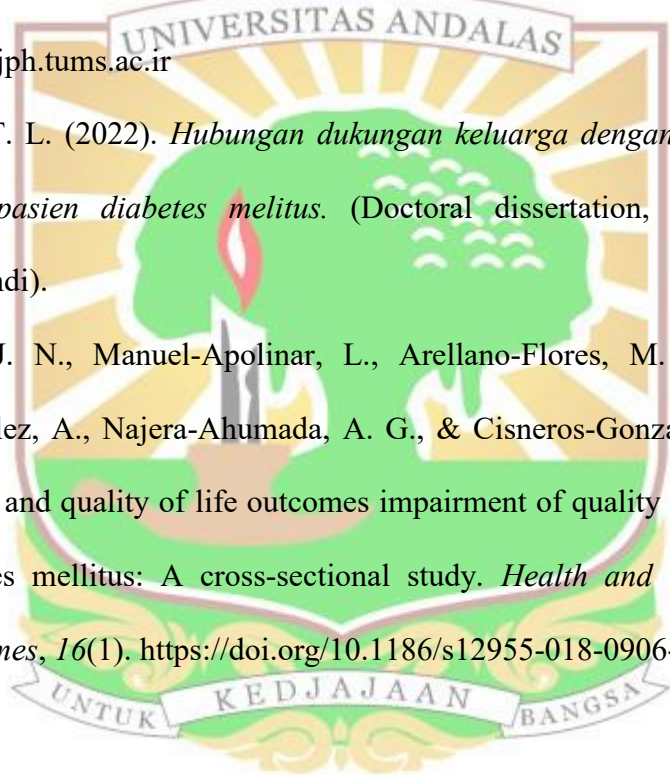 UNIVERSITAS ANDALAS
jph.tums.ac.ir
T. L. (2022). Hubungan dukungan keluarga dengan
pasien diabetes melitus. (Doctoral dissertation,
ndi).
J. N., Manuel-Apolinar, L., Arellano-Flores, M.
lez, A., Najera-Ahumada, A. G., & Cisneros-Gonza
and quality of life outcomes impairment of quality
es mellitus: A cross-sectional study. Health and
mes, 16(1). https://doi.org/10.1186/s12955-018-0906-
UNTUK KEDJAJAAN BANGSA